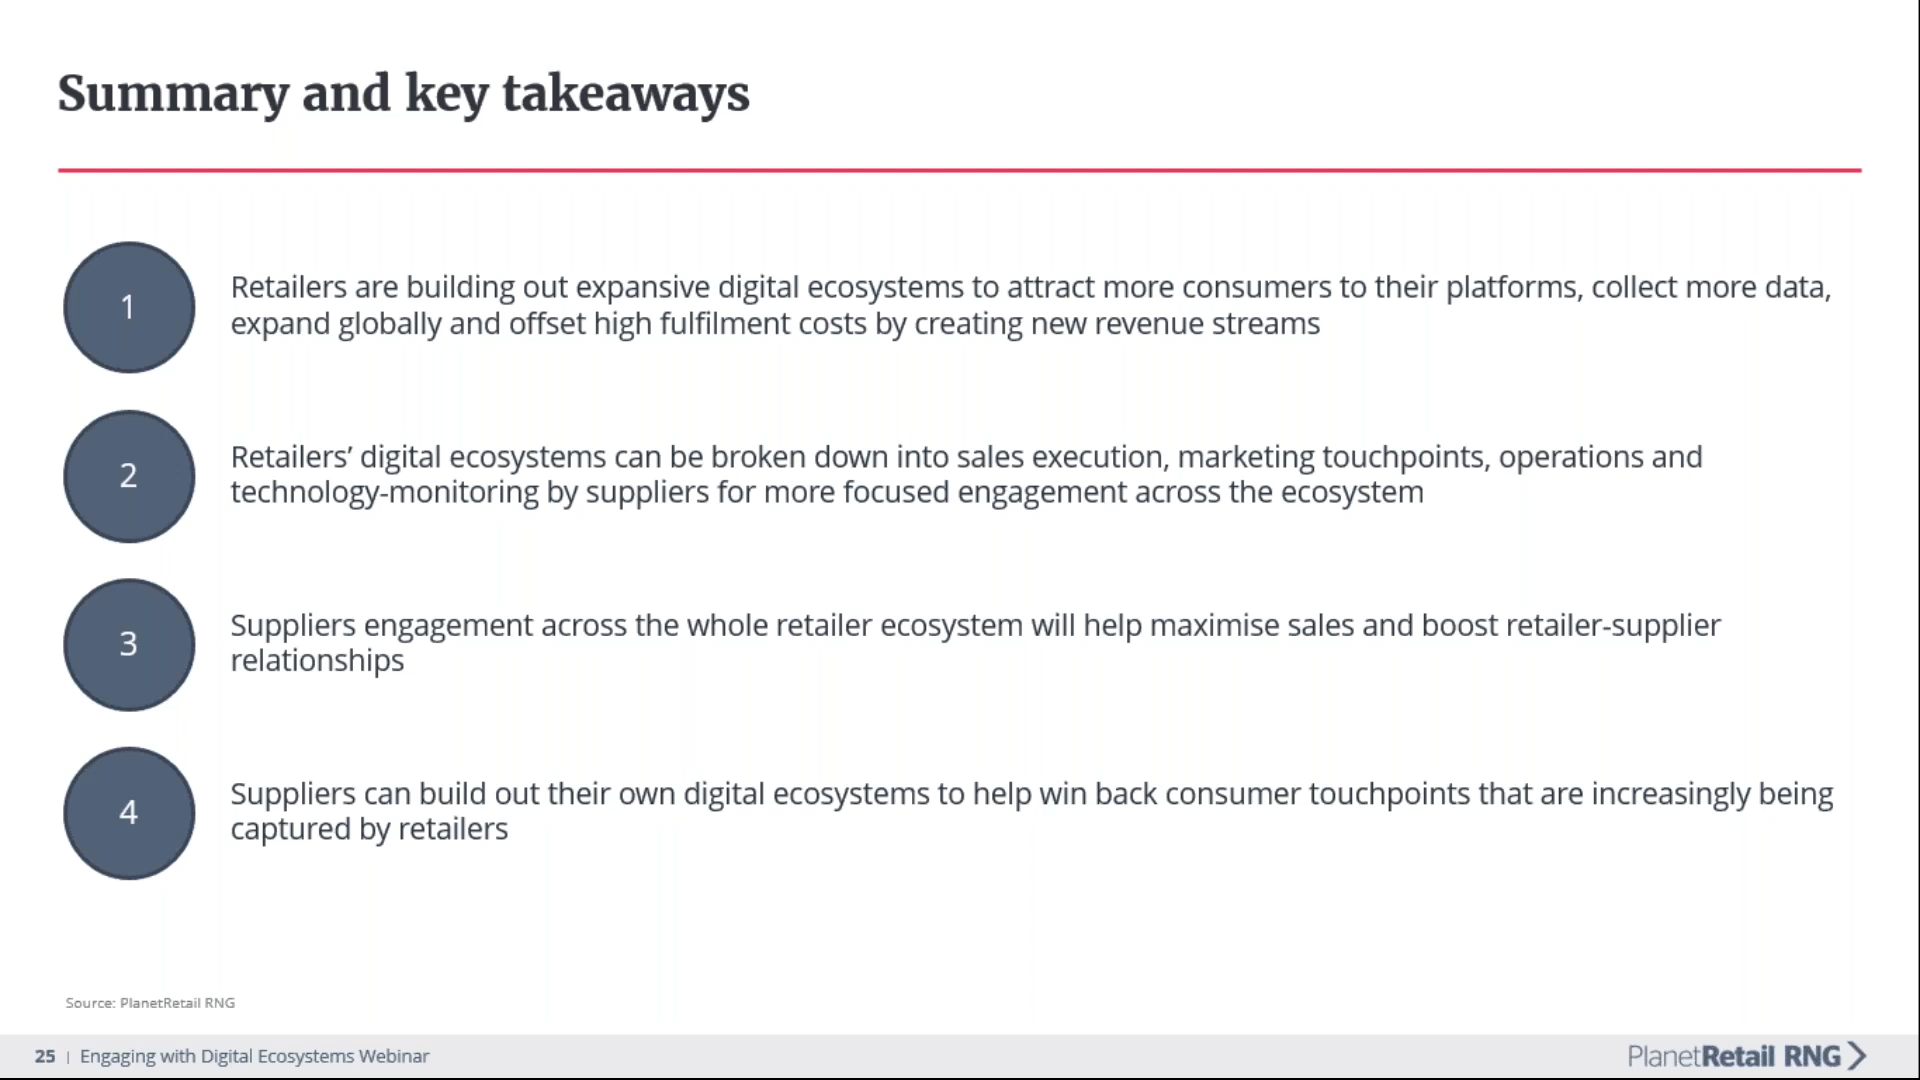 Summary and key takeaways
1
Retailers are building out expansive digital ecosystems to attract more consumers to their platforms, collect more data,
expand globally and offset high fulfilment costs by creating new revenue streams
2
Retailers’ digital ecosystems can be broken down into sales execution, marketing touchpoints, operations and
technology-monitoring by suppliers for more focused engagement across the ecosystem
3
Suppliers engagement across the whole retailer ecosystem will help maximise sales and boost retailer-supplier
relationships
4
Suppliers can build out their own digital ecosystems to help win back consumer touchpoints that are increasingly being
captured by retailers
Source: PlanetRetail RNG
25 | Engaging with Digital Ecosystems Webinar
PlanetRetail RNG